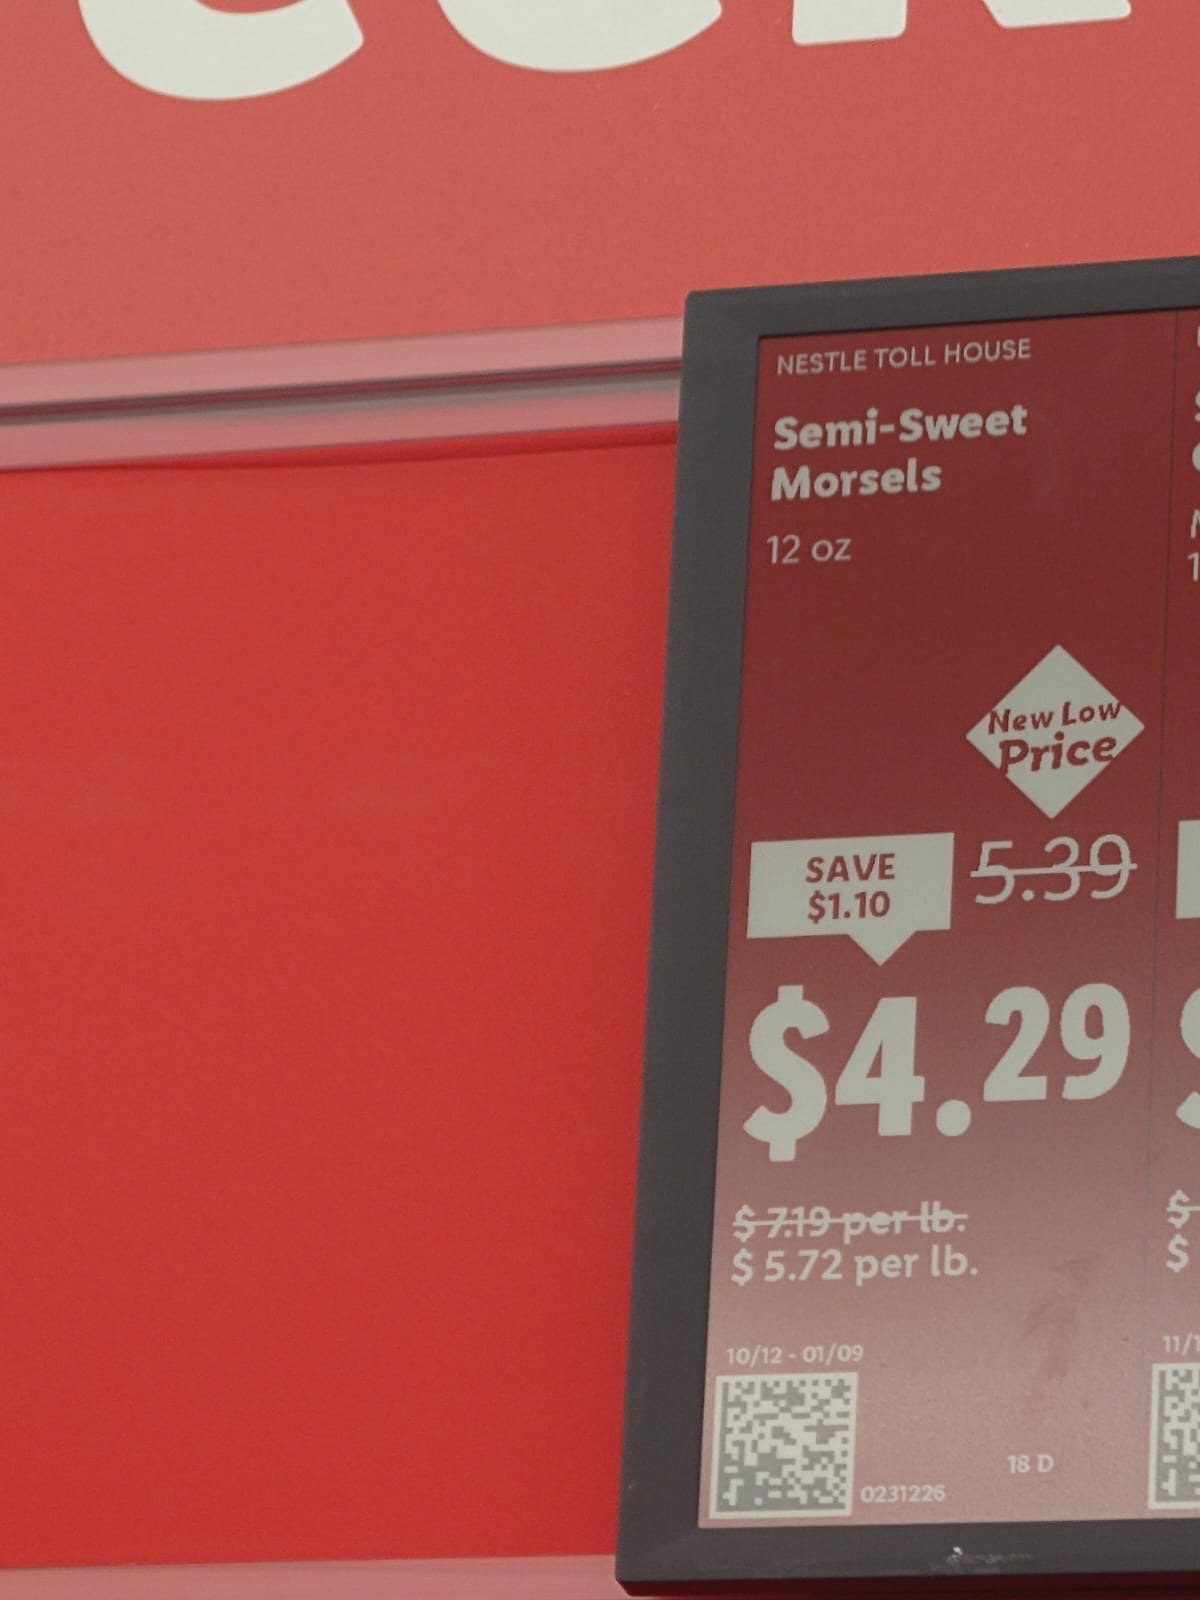 NESTLE TOLL HOUSE
Semi-Sweet
Morsels
12 oz
New Low
Price
SAVE
$1.10
5.39
$4.29
$ 7.19 per lb.
$ 5.72 per lb.
10/12 - 01/09
18 D
0231226